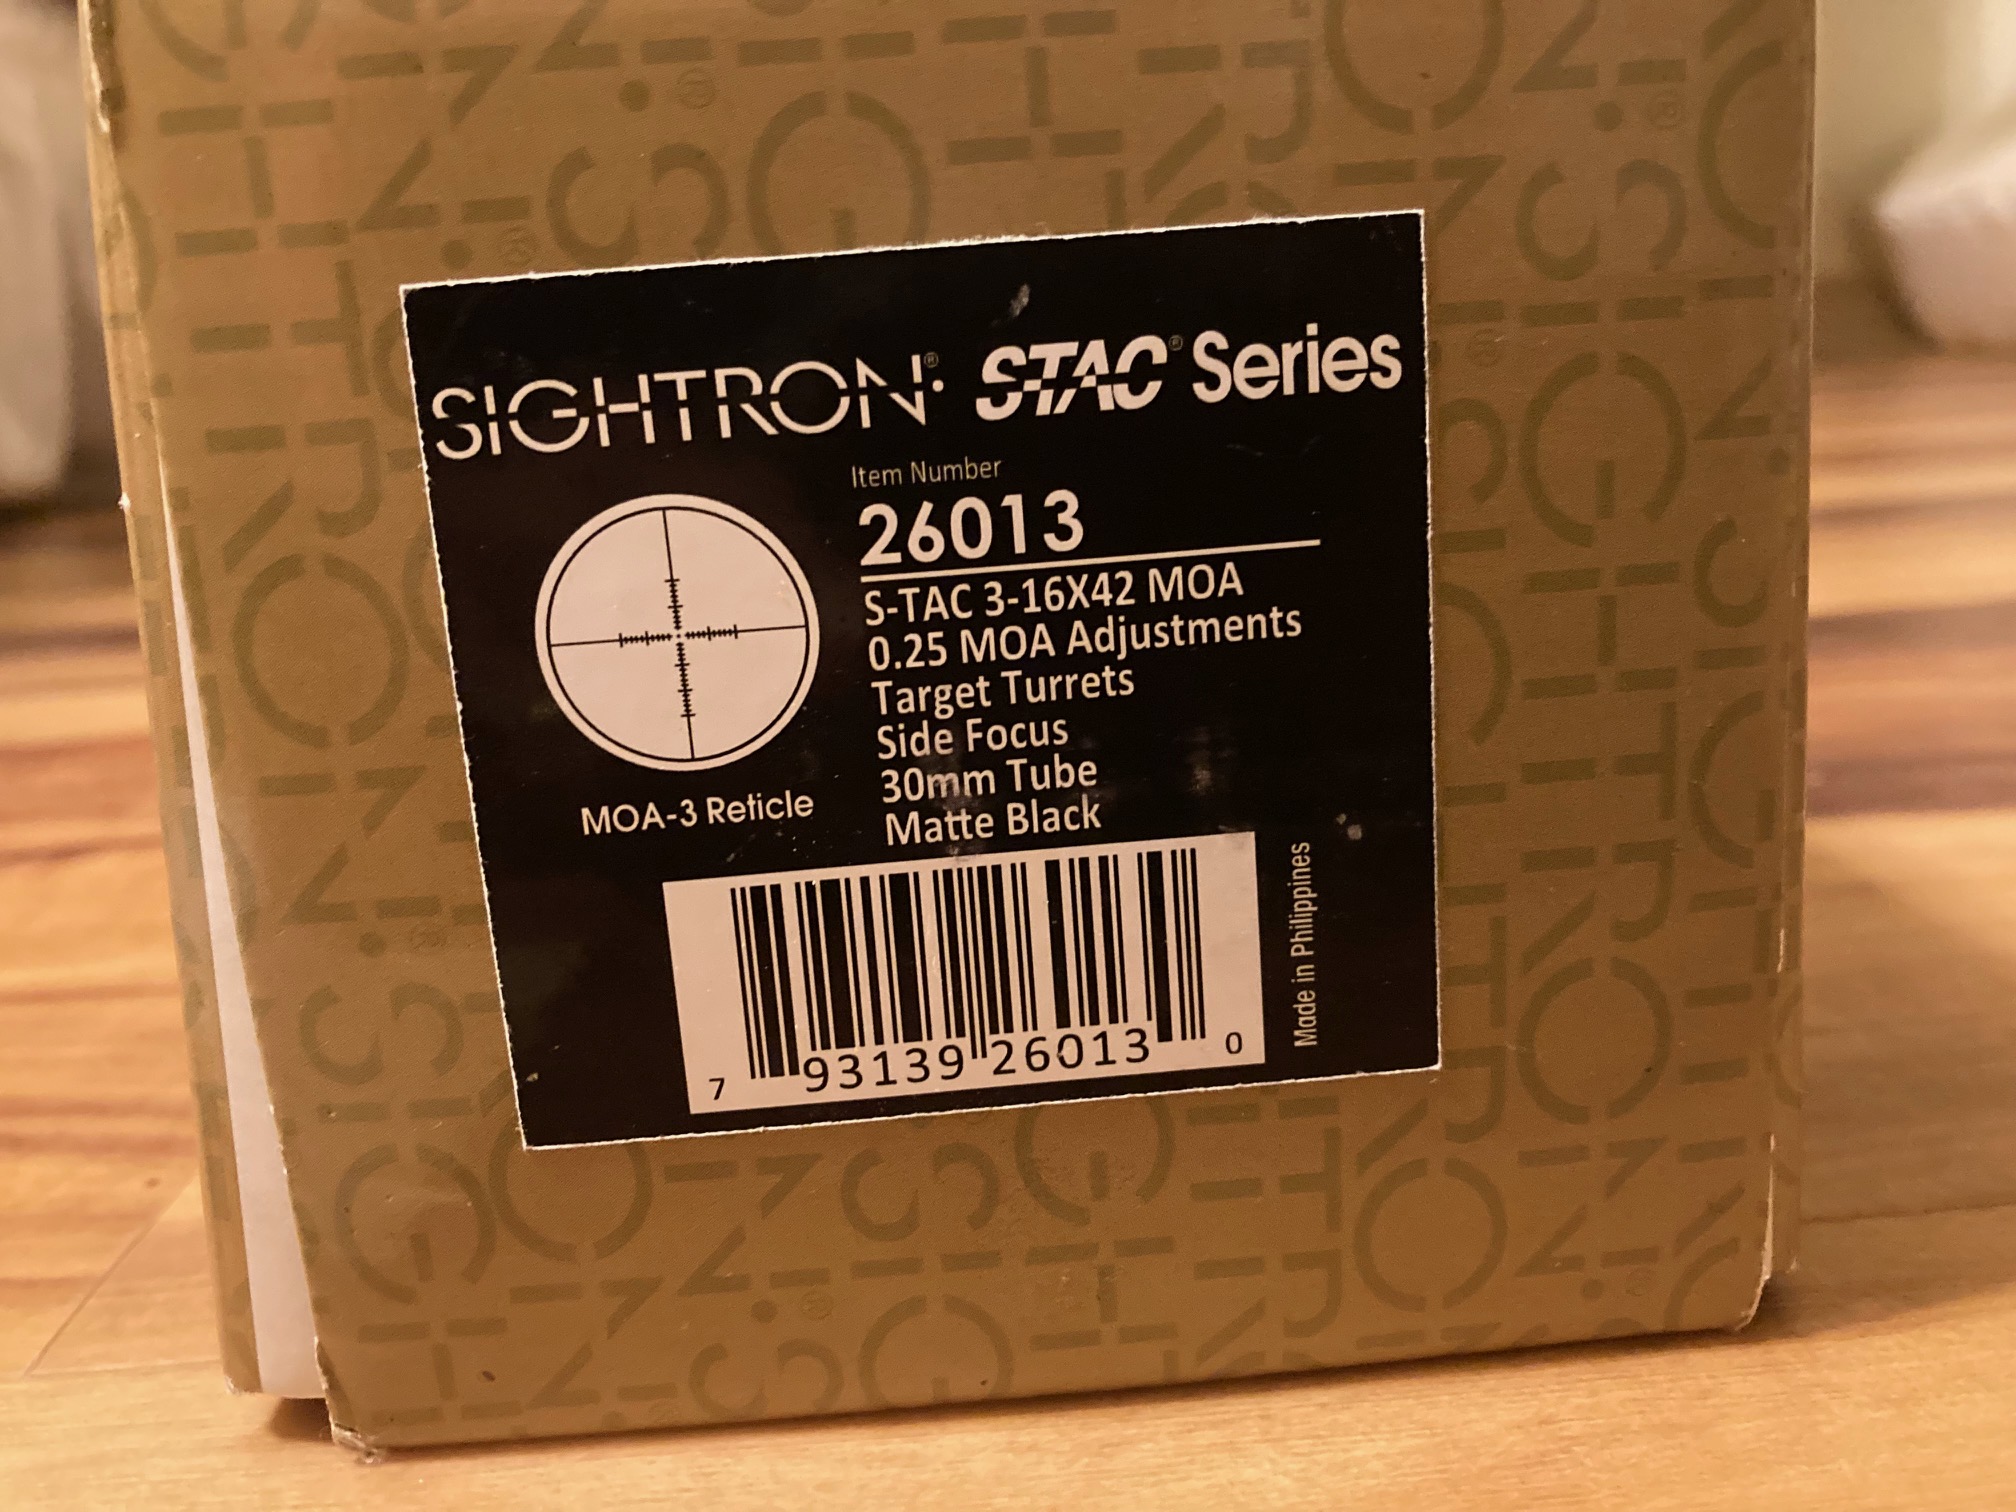 SIGHTRON® STAC® Series
Item Number
26013
S-TAC 3-16X42 MOA
0.25 MOA Adjustments
Target Turrets
Side Focus
30mm Tube
Matte Black
MOA-3 Reticle
7 93139 26013 0
Made in Philippines